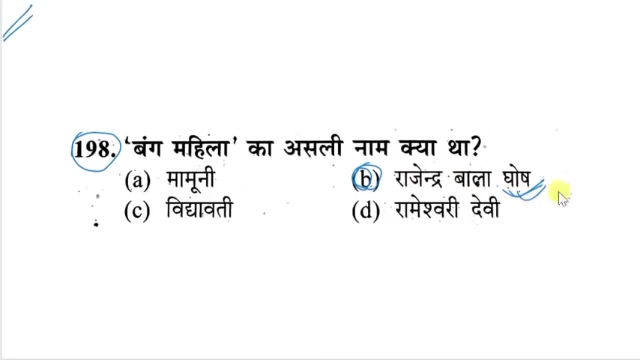 198. 'बंग महिला' का असली नाम क्या था?
(a) मामूनी (b) राजेन्द्र बाला घोष
(c) विद्यावती (d) रामेश्वरी देवी